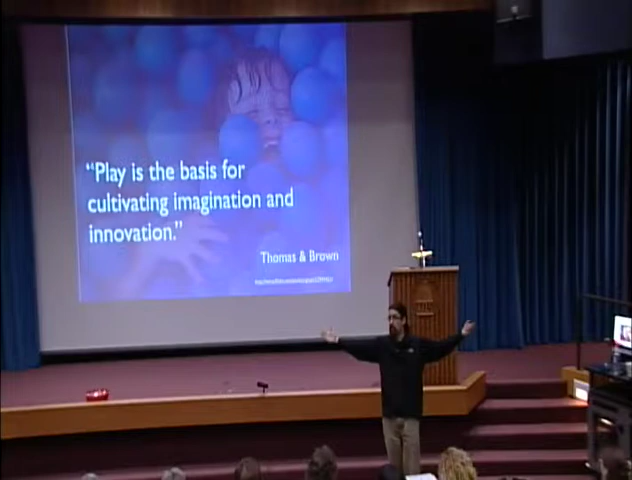 “Play is the basis for
cultivating imagination and
innovation.”
Thomas & Brown